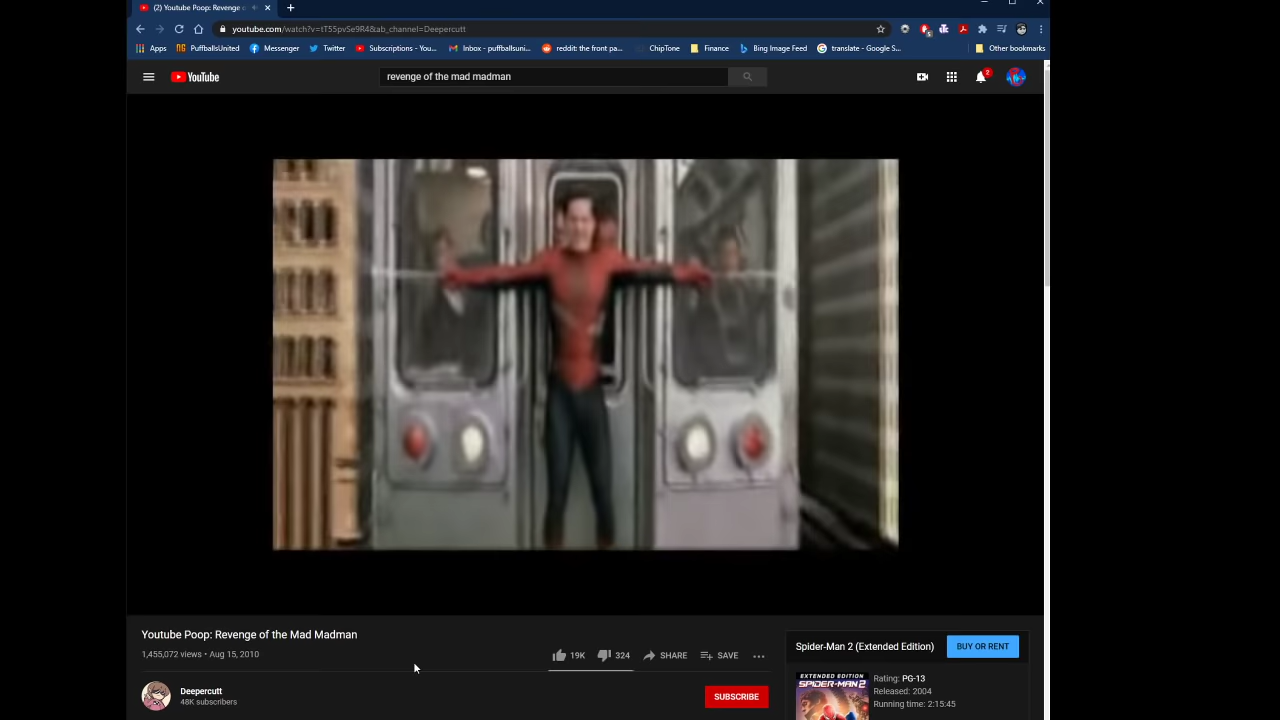 (2) Youtube Poop: Revenge o
youtube.com/watch?v=tT55pvSe9R4&ab_channel=Deepercutt
Apps PuffballsUnited Messenger Twitter Subscriptions - You... Inbox - puffballsuni... reddit: the front pa... ChipTone Finance Bing Image Feed translate - Google S... Other bookmarks
YouTube revenge of the mad madman 2
Youtube Poop: Revenge of the Mad Madman
1,455,072 views • Aug 15, 2010
19K 324 SHARE SAVE
Deepercutt
48K subscribers
SUBSCRIBE
Spider-Man 2 (Extended Edition) BUY OR RENT
EXTENDED EDITION
SPIDER-MAN 2
Rating: PG-13
Released: 2004
Running time: 2:15:45